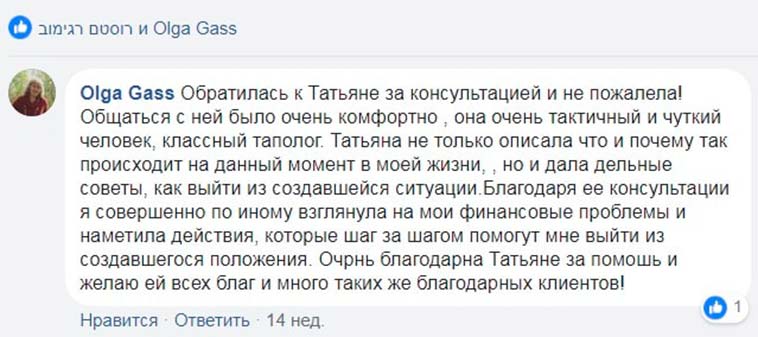 רוסטם רגימוב и Olga Gass
Olga Gass Обратилась к Татьяне за консультацией и не пожалела!
Общаться с ней было очень комфортно , она очень тактичный и чуткий
человек, классный таполог. Татьяна не только описала что и почему так
происходит на данный момент в моей жизни, , но и дала дельные
советы, как выйти из создавшейся ситуации.Благодаря ее консультации
я совершенно по иному взглянула на мои финансовые проблемы и
наметила действия, которые шаг за шагом помогут мне выйти из
создавшегося положения. Очрнь благодарна Татьяне за помошь и
желаю ей всех благ и много таких же благодарных клиентов!
1
Нравится · Ответить · 14 нед.